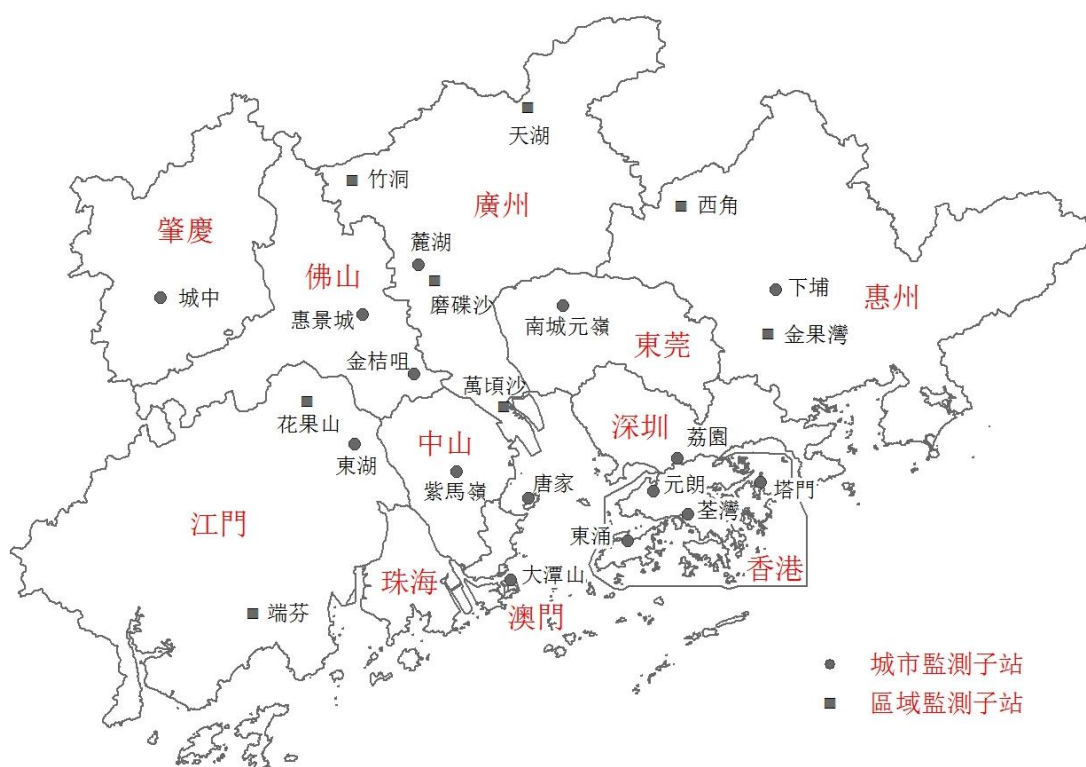 天湖
竹洞
西角
廣州
肇慶
麓湖
佛山
磨碟沙
城中
下埔
惠州
惠景城
南城元嶺
金果灣
東莞
金桔咀
萬頃沙
花果山
深圳
荔園
中山
東湖
紫馬嶺
唐家
元朗
塔門
荃灣
江門
東涌
香港
珠海
大潭山
端芬
澳門
城市監測子站
區域監測子站